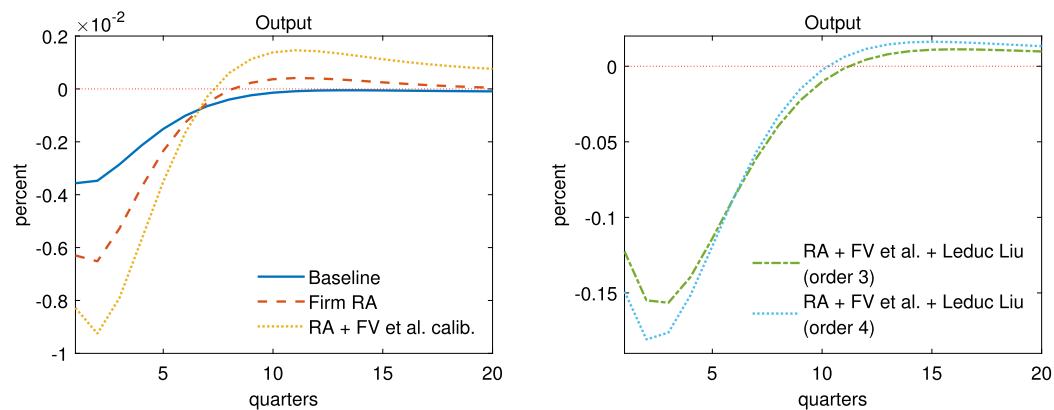 ×10⁻²
Output
0.2
0
-0.2
-0.4
-0.6
-0.8
-1
percent
Baseline
Firm RA
RA + FV et al. calib.
5
10
15
20
quarters
Output
0
-0.05
-0.1
-0.15
percent
RA + FV et al. + Leduc Liu
(order 3)
RA + FV et al. + Leduc Liu
(order 4)
5
10
15
20
quarters